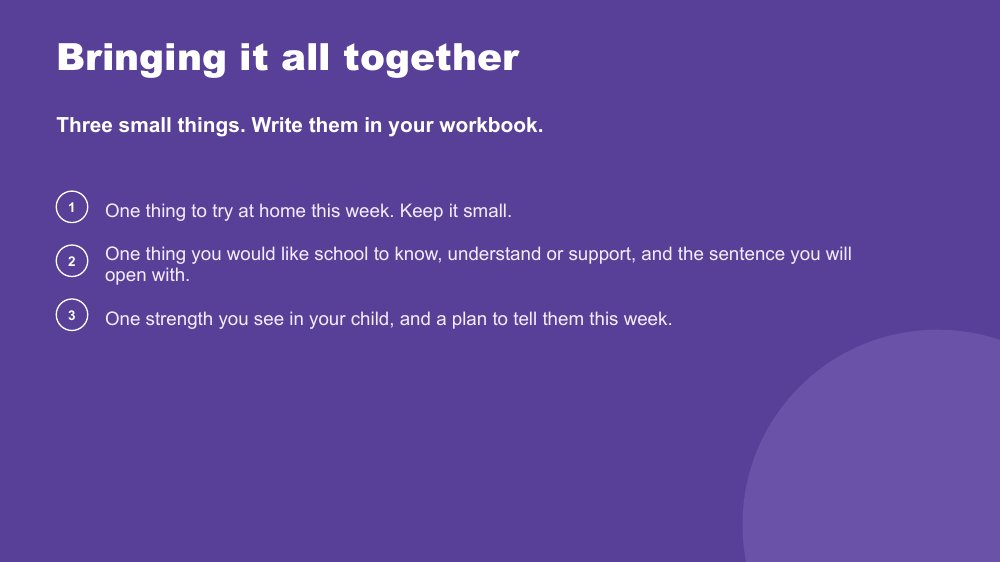 Bringing it all together
Three small things. Write them in your workbook.
1 One thing to try at home this week. Keep it small.
2 One thing you would like school to know, understand or support, and the sentence you will
open with.
3 One strength you see in your child, and a plan to tell them this week.